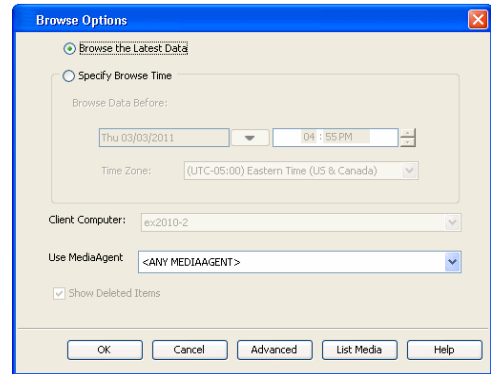 Browse Options
Browse the Latest Data
Specify Browse Time
Browse Data Before:
Thu 03/03/2011 04 : 55 PM
Time Zone: (UTC-05:00) Eastern Time (US & Canada)
Client Computer: ex2010-2
Use MediaAgent <ANY MEDIAAGENT>
Show Deleted Items
OK Cancel Advanced List Media Help